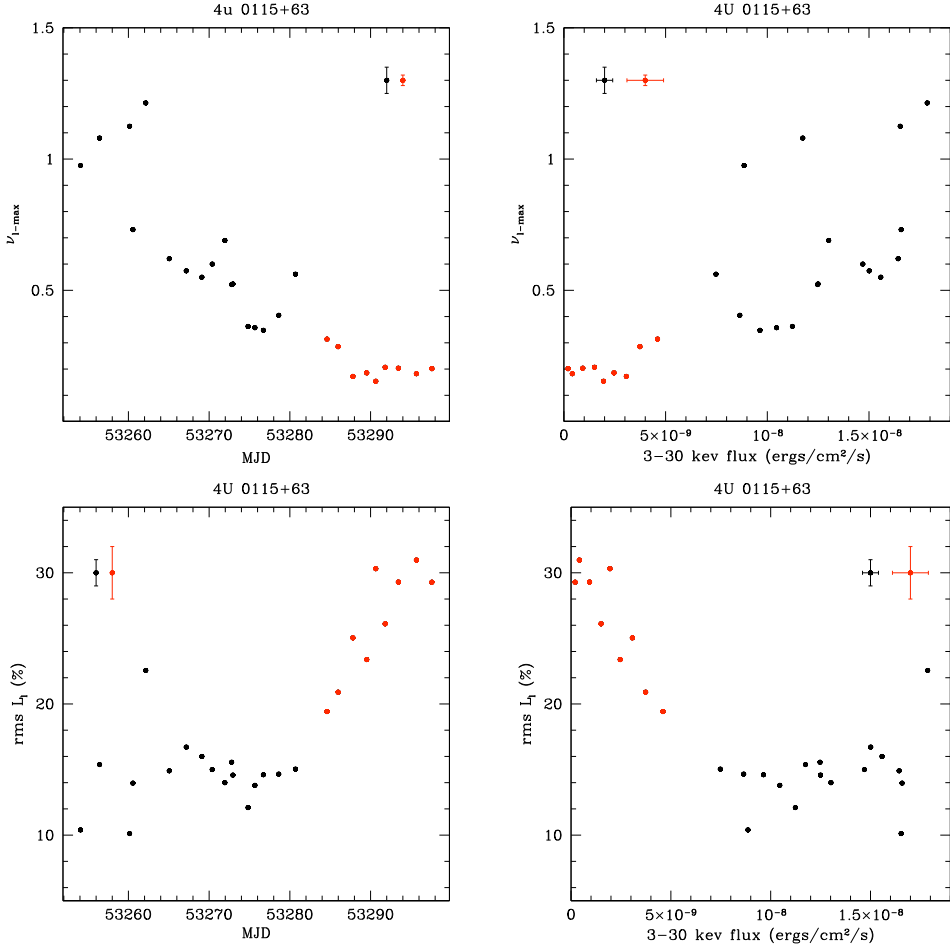 4u 0115+63
4U 0115+63
1.5
1
0.5
ν_l-max
53260
53270
53280
53290
MJD
1.5
1
0.5
ν_l-max
0
5×10⁻⁹
10⁻⁸
1.5×10⁻⁸
3-30 kev flux (ergs/cm²/s)
4U 0115+63
4U 0115+63
30
20
10
rms L_l (%)
53260
53270
53280
53290
MJD
30
20
10
rms L_l (%)
0
5×10⁻⁹
10⁻⁸
1.5×10⁻⁸
3-30 kev flux (ergs/cm²/s)